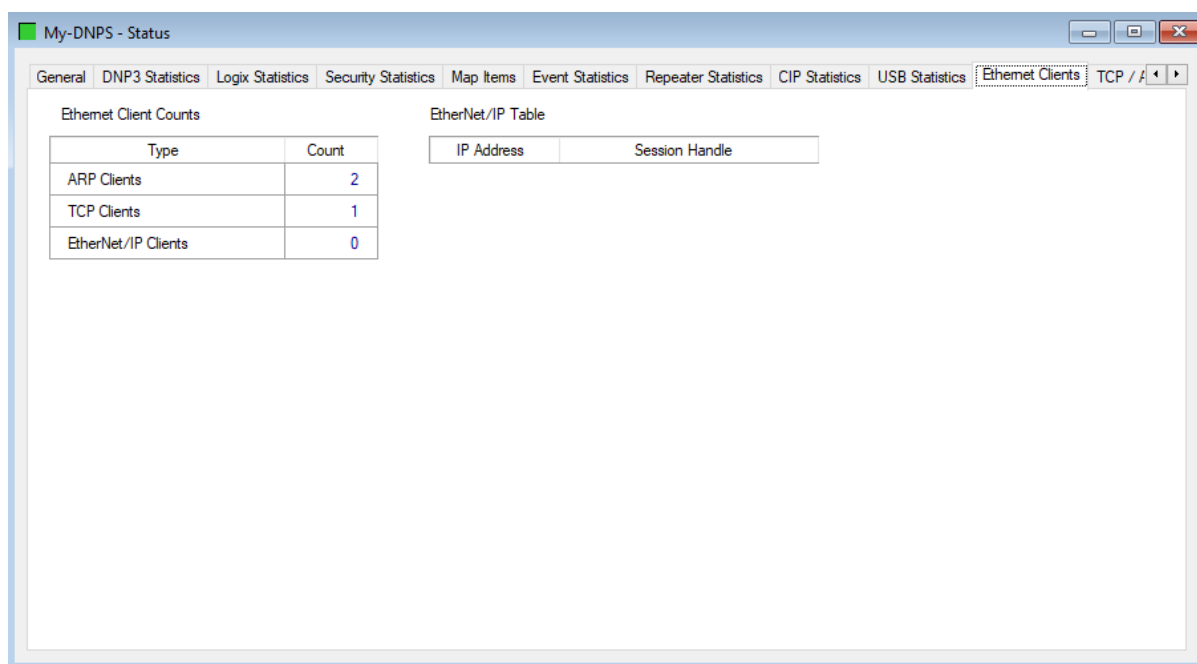 My-DNPS - Status
General DNP3 Statistics Logix Statistics Security Statistics Map Items Event Statistics Repeater Statistics CIP Statistics USB Statistics Ethernet Clients TCP /
Ethernet Client Counts
Type Count
ARP Clients 2
TCP Clients 1
EtherNet/IP Clients 0
EtherNet/IP Table
IP Address Session Handle